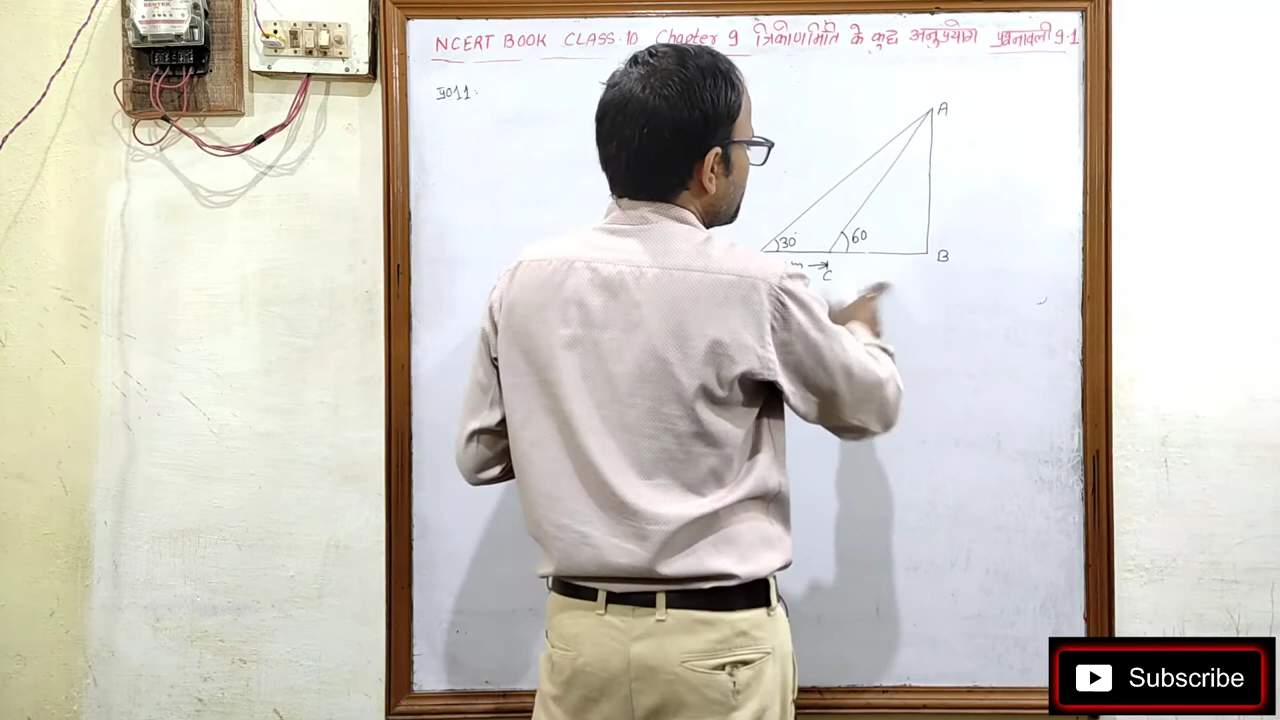 NCERT BOOK CLASS-10 Chapter 9 त्रिकोणमिति के कुछ अनुप्रयोग प्रश्नावली 9.1
प्र011:
A
30°
60
B
m →
C
Subscribe